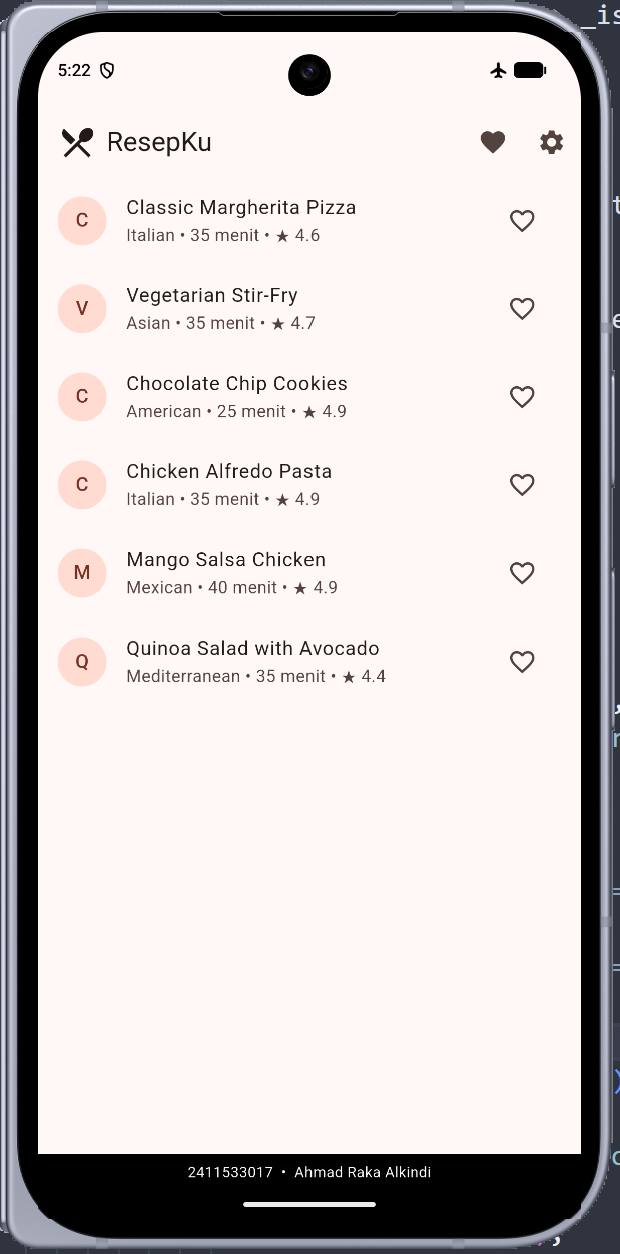 5:22
ResepKu
C
Classic Margherita Pizza
Italian • 35 menit • ★ 4.6
V
Vegetarian Stir-Fry
Asian • 35 menit • ★ 4.7
C
Chocolate Chip Cookies
American • 25 menit • ★ 4.9
C
Chicken Alfredo Pasta
Italian • 35 menit • ★ 4.9
M
Mango Salsa Chicken
Mexican • 40 menit • ★ 4.9
Q
Quinoa Salad with Avocado
Mediterranean • 35 menit • ★ 4.4
2411533017 • Ahmad Raka Alkindi